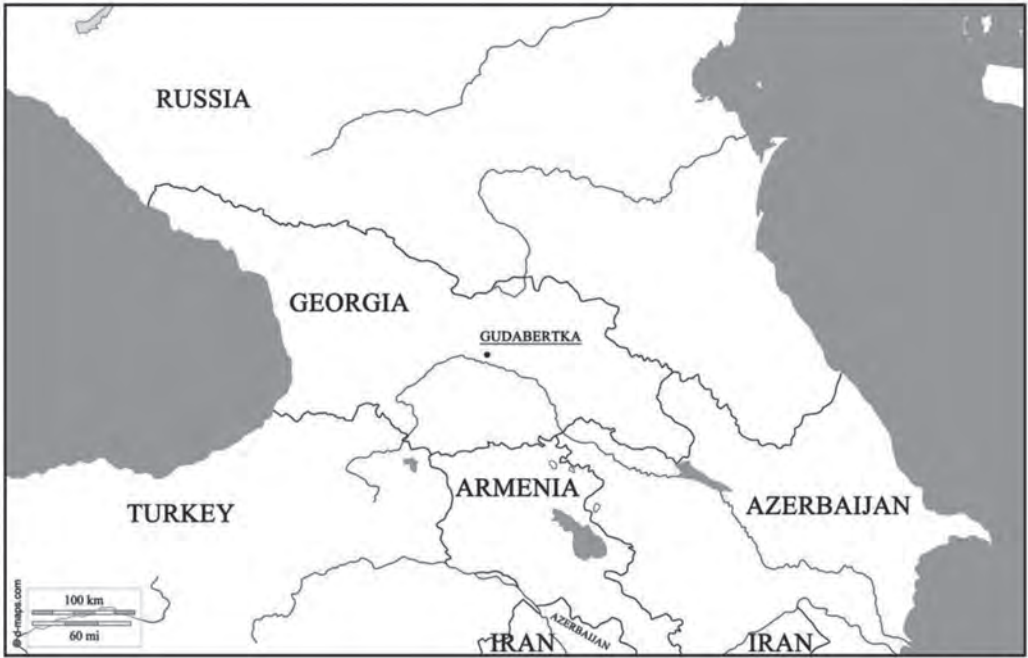 RUSSIA
GEORGIA
GUDABERTKA
ARMENIA
TURKEY
AZERBAIJAN
100 km
60 mi
© d-maps.com
IRAN
AZERBAIJAN
IRAN